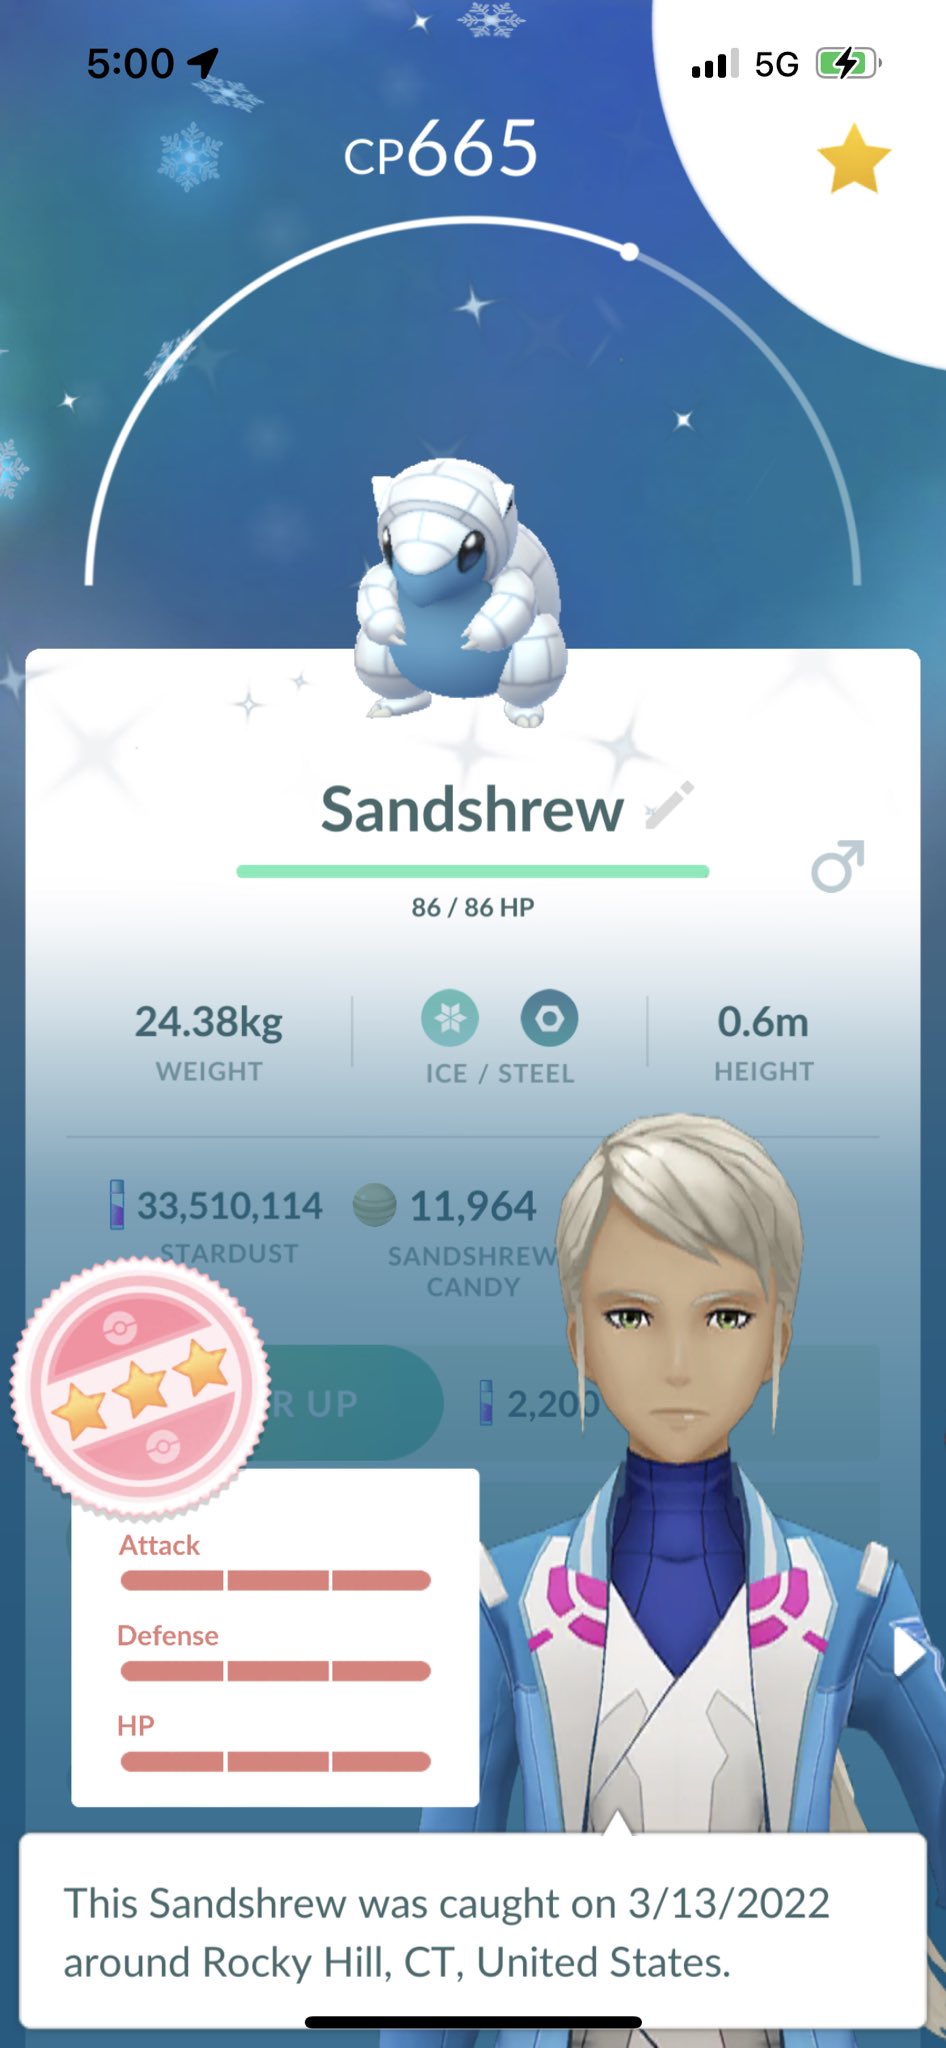 5:00
5G
CP665
Sandshrew
86 / 86 HP
24.38kg
WEIGHT
ICE / STEEL
0.6m
HEIGHT
33,510,114
STARDUST
11,964
SANDSHREW
CANDY
R UP
2,200
Attack
Defense
HP
This Sandshrew was caught on 3/13/2022
around Rocky Hill, CT, United States.